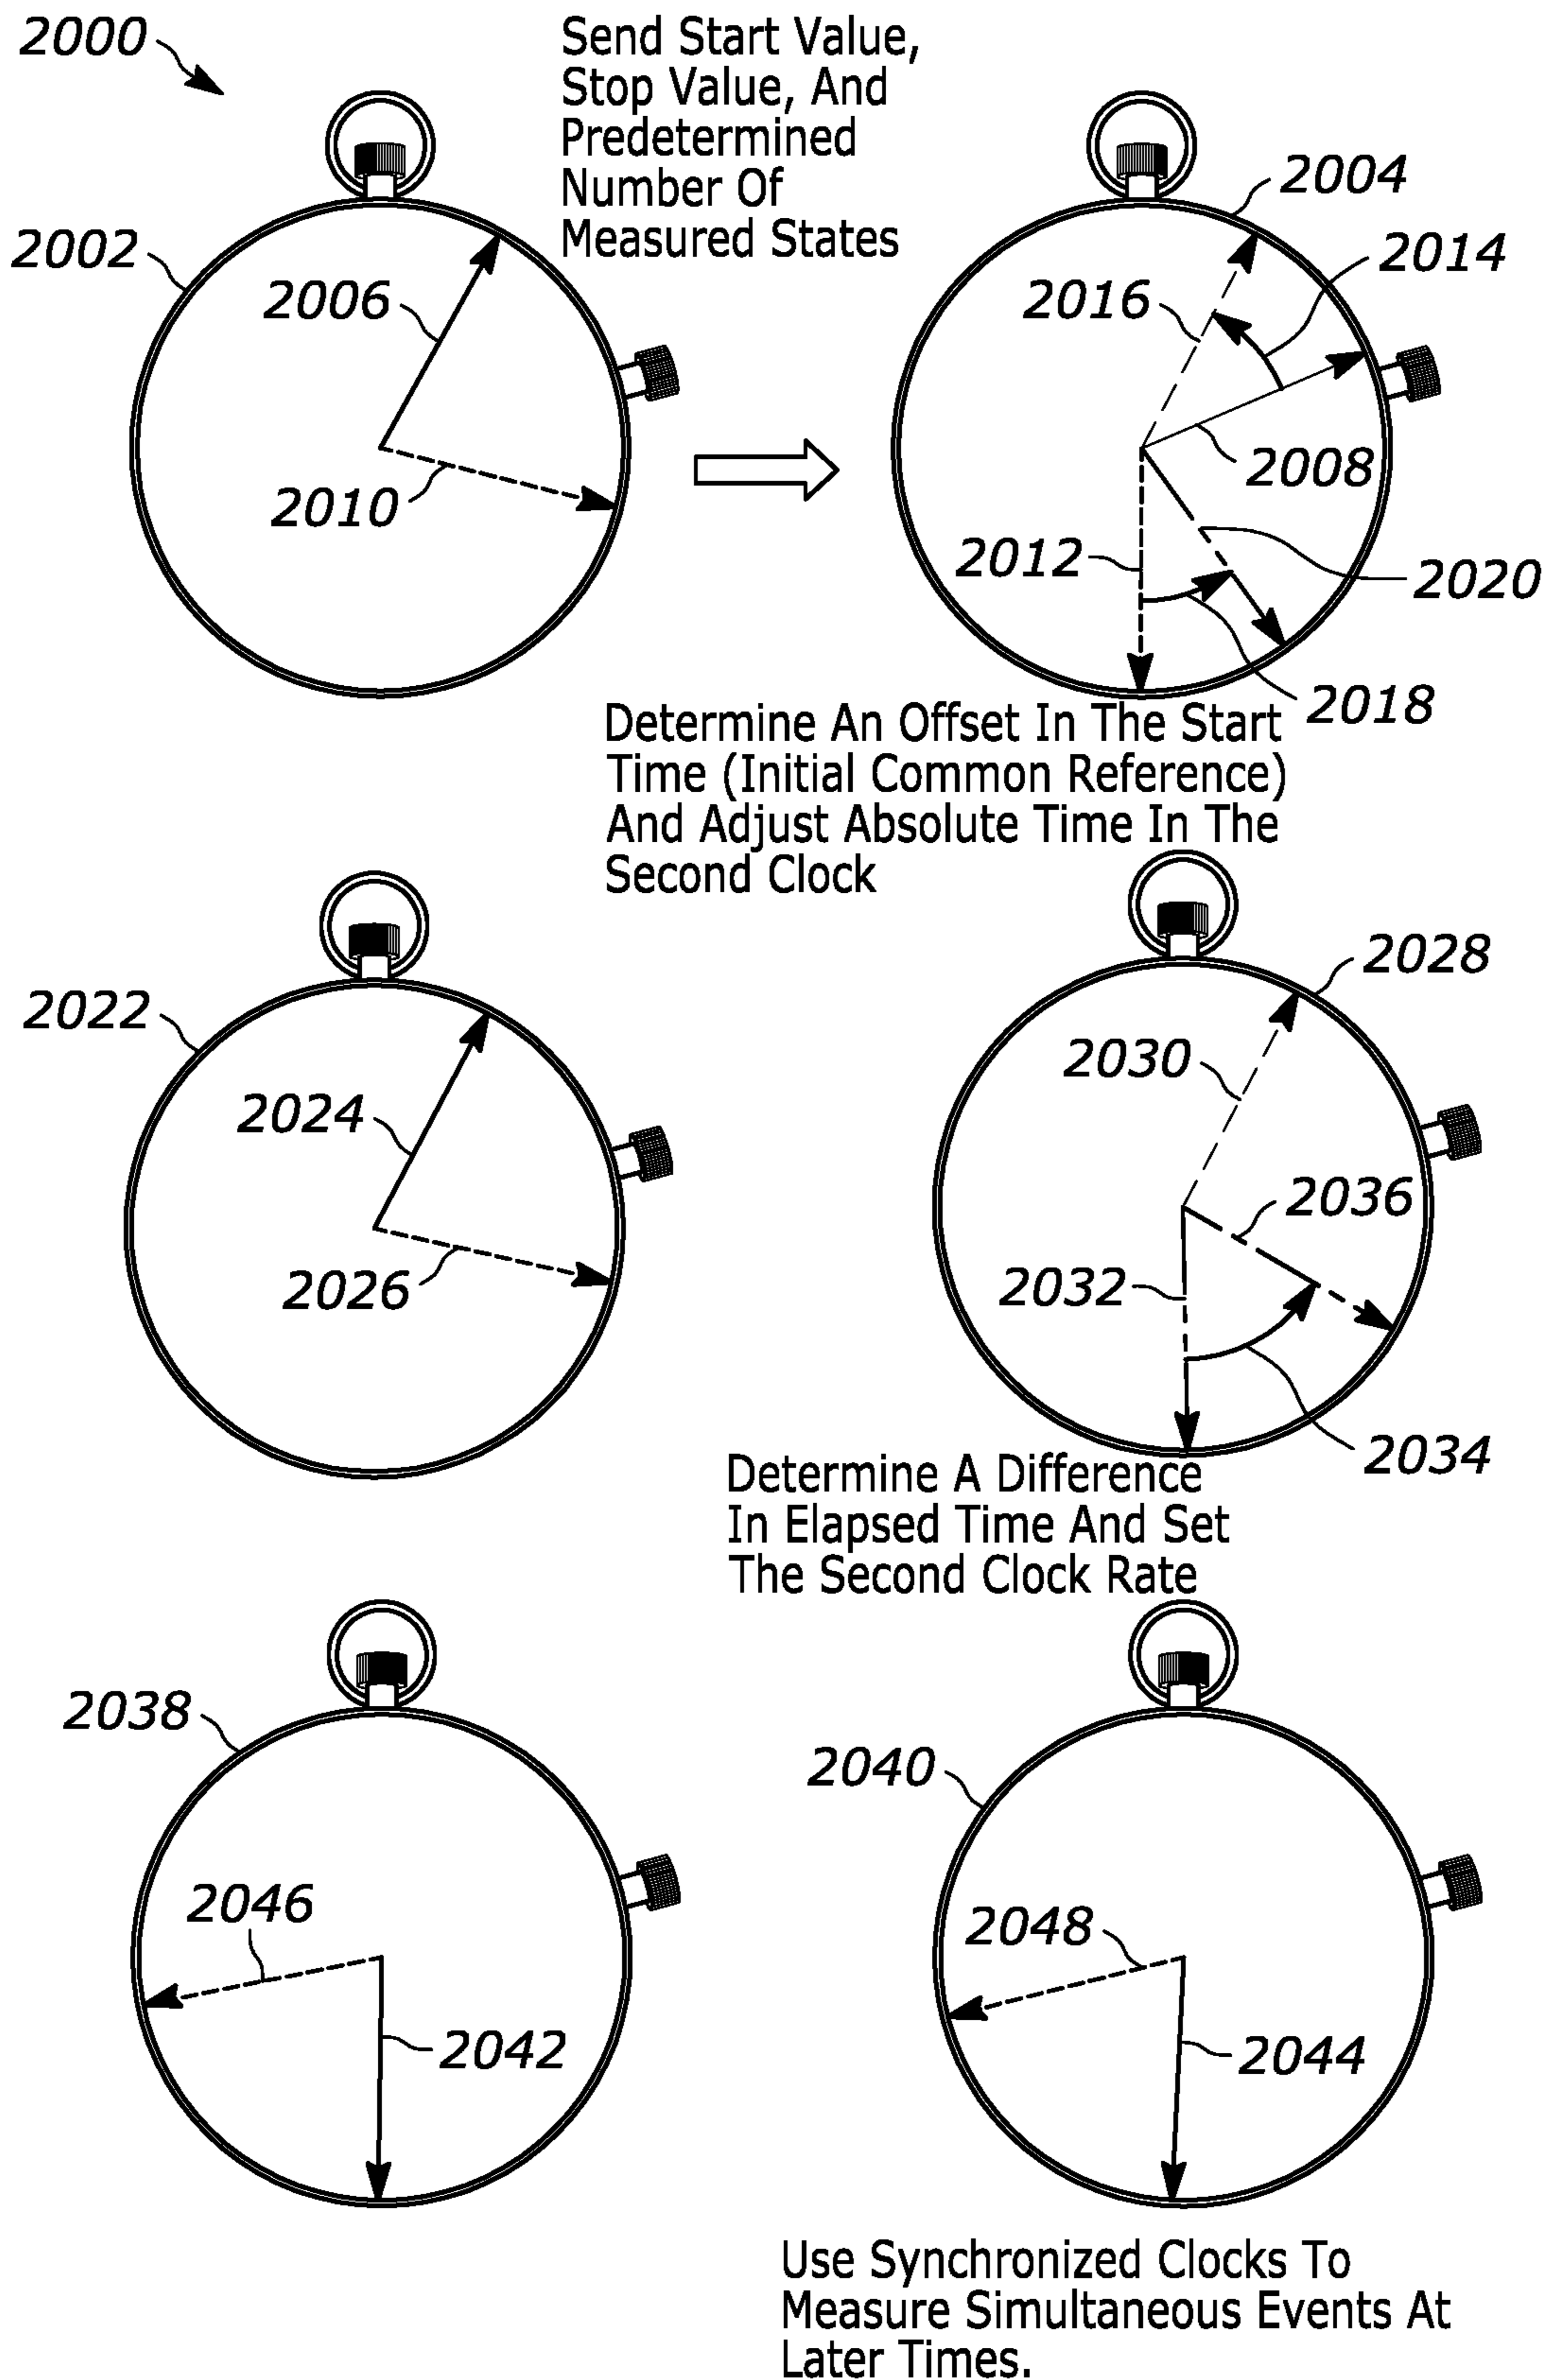 2000
Send Start Value,
Stop Value, And
Predetermined
Number Of
Measured States
2002
2006
2010
2004
2014
2016
2008
2012
2020
2018
Determine An Offset In The Start
Time (Initial Common Reference)
And Adjust Absolute Time In The
Second Clock
2022
2024
2026
2028
2030
2036
2032
2034
Determine A Difference
In Elapsed Time And Set
The Second Clock Rate
2038
2046
2042
2040
2048
2044
Use Synchronized Clocks To
Measure Simultaneous Events At
Later Times.